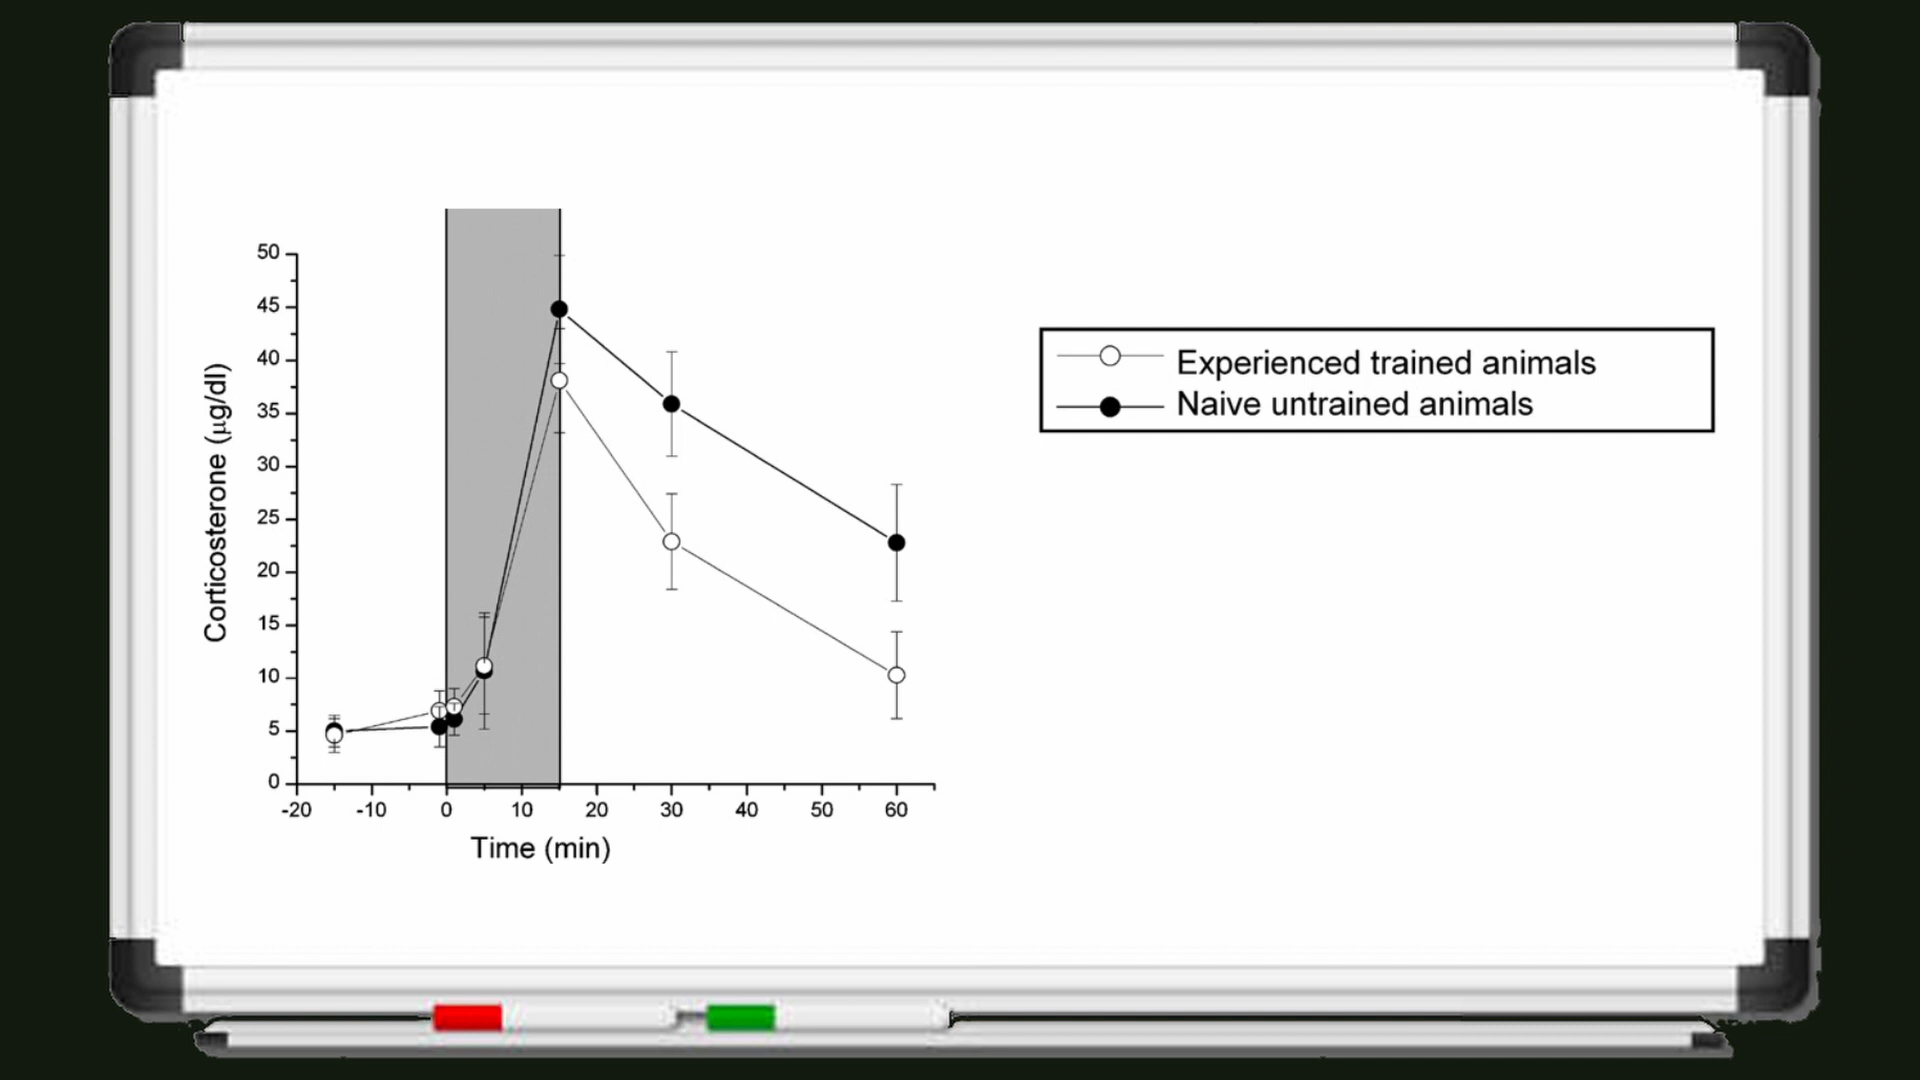 50
45
40
35
30
25
20
15
10
5
0
Corticosterone (µg/dl)
-20 -10 0 10 20 30 40 50 60
Time (min)
Experienced trained animals
Naive untrained animals